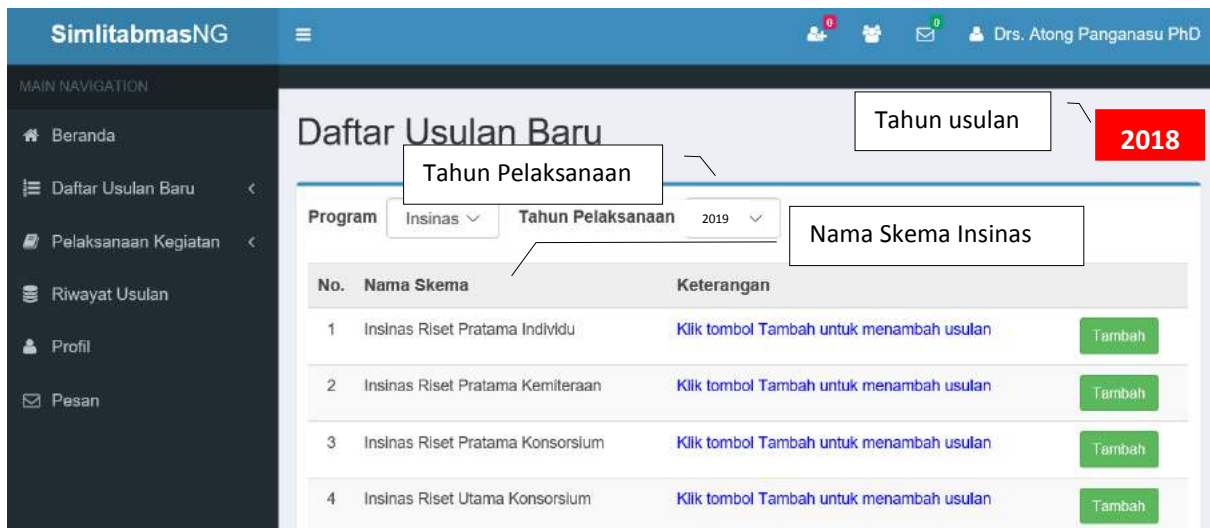 SimlitabmasNG
0
0
Drs. Atong Panganasu PhD
MAIN NAVIGATION
Beranda
Daftar Usulan Baru
Pelaksanaan Kegiatan
Riwayat Usulan
Profil
Pesan
Daftar Usulan Baru
Tahun usulan
2018
Tahun Pelaksanaan
Program Insinas Tahun Pelaksanaan 2019
Nama Skema Insinas
No. Nama Skema Keterangan
1 Insinas Riset Pratama Individu Klik tombol Tambah untuk menambah usulan Tambah
2 Insinas Riset Pratama Kemiteraan Klik tombol Tambah untuk menambah usulan Tambah
3 Insinas Riset Pratama Konsorsium Klik tombol Tambah untuk menambah usulan Tambah
4 Insinas Riset Utama Konsorsium Klik tombol Tambah untuk menambah usulan Tambah